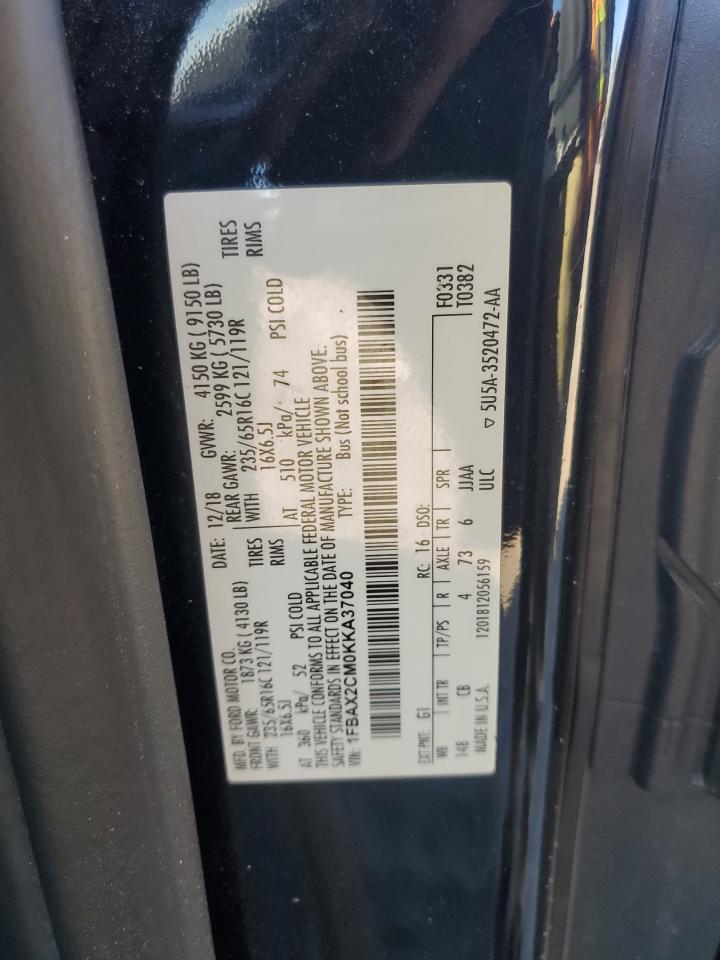 MFD. BY FORD MOTOR CO.
DATE: 12/18 GVWR: 4150 KG ( 9150 LB)
FRONT GAWR: 1873 KG ( 4130 LB) REAR GAWR: 2599 KG ( 5730 LB)
WITH 235/65R16C 121/119R TIRES WITH 235/65R16C 121/119R TIRES
16X6.5J RIMS 16X6.5J RIMS
AT 360 kPa/ 52 PSI COLD AT 510 kPa/ 74 PSI COLD
THIS VEHICLE CONFORMS TO ALL APPLICABLE FEDERAL MOTOR VEHICLE
SAFETY STANDARDS IN EFFECT ON THE DATE OF MANUFACTURE SHOWN ABOVE.
VIN: 1FBAX2CM0KKA37040 TYPE: Bus (Not school bus)
EXT PNT: G1 RC: 16 DSO: F0331
WB INT TR TP/PS R AXLE TR SPR T0382
148 CB 4 73 6 JJAA
MADE IN U.S.A. 1201812056159 ULC ▽ 5U5A-3520472-AA